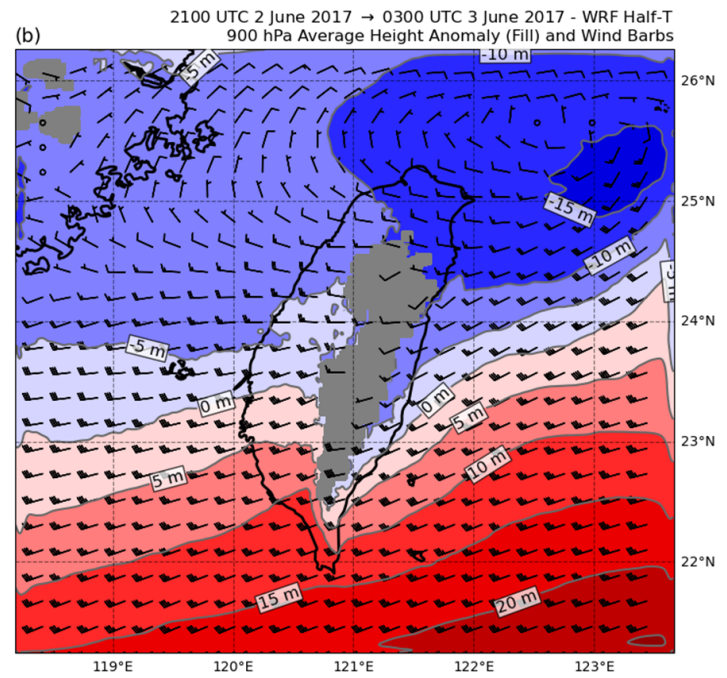 2100 UTC 2 June 2017 → 0300 UTC 3 June 2017 - WRF Half-T
(b)
900 hPa Average Height Anomaly (Fill) and Wind Barbs
-10 m
-5 m
26°N
-15 m
25°N
-10 m
24°N
-5 m
0 m
0 m
5 m
23°N
5 m
10 m
22°N
15 m
20 m
119°E
120°E
121°E
122°E
123°E